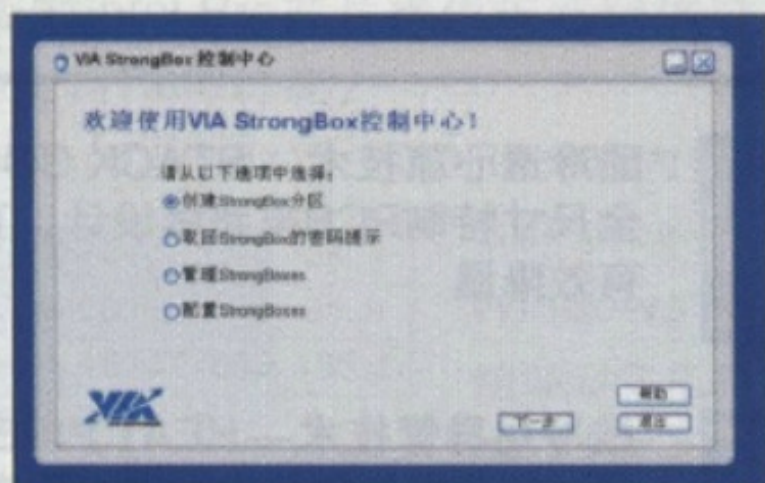 VIA StrongBox 控制中心
欢迎使用VIA StrongBox控制中心!
请从以下选项中选择:
创建StrongBox分区
取回StrongBox的密码提示
管理StrongBoxes
配置StrongBoxes
VIA
帮助
下一步
退出